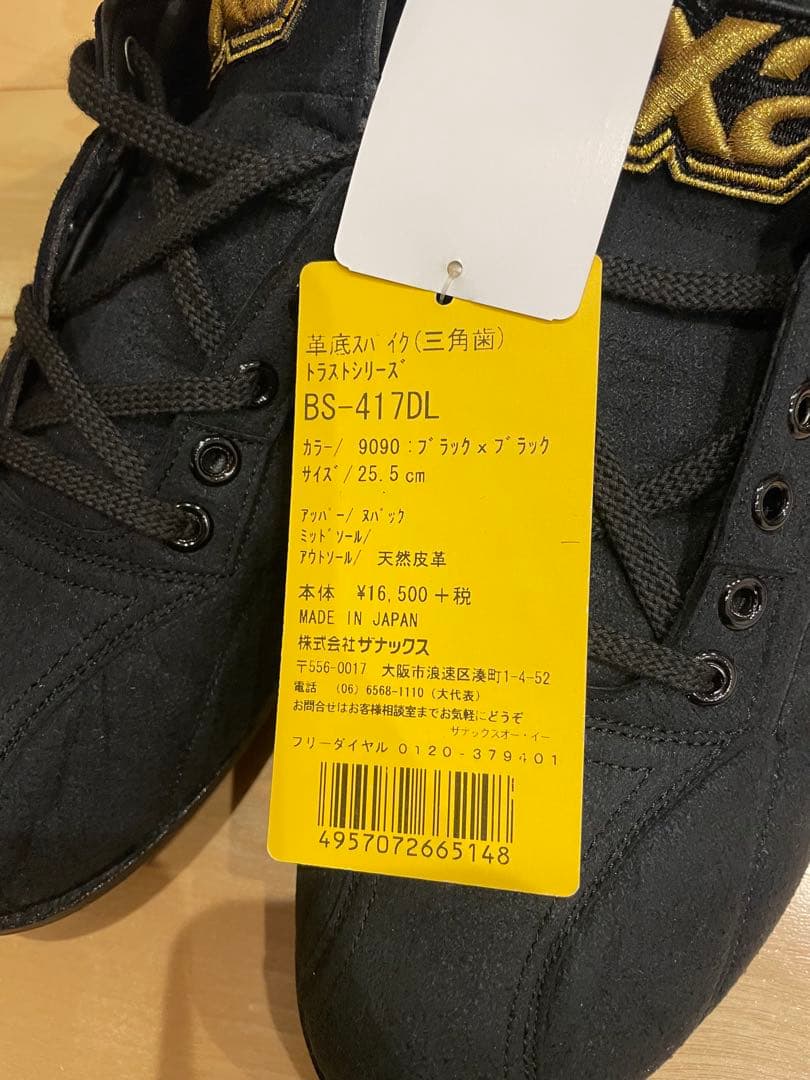 Xa
革底スパイク(三角歯)
トラストシリーズ
BS-417DL
カラー/ 9090:ブラック×ブラック
サイズ/25.5cm
アッパー/ ヌバック
ミッドソール/
アウトソール/ 天然皮革
本体 ¥16,500+税
MADE IN JAPAN
株式会社ザナックス
〒556-0017 大阪市浪速区湊町1-4-52
電話 (06) 6568-1110 (大代表)
お問合せはお客様相談室までお気軽にどうぞ
ザナックスオー・イー
フリーダイヤル 0120-379401
4957072665148